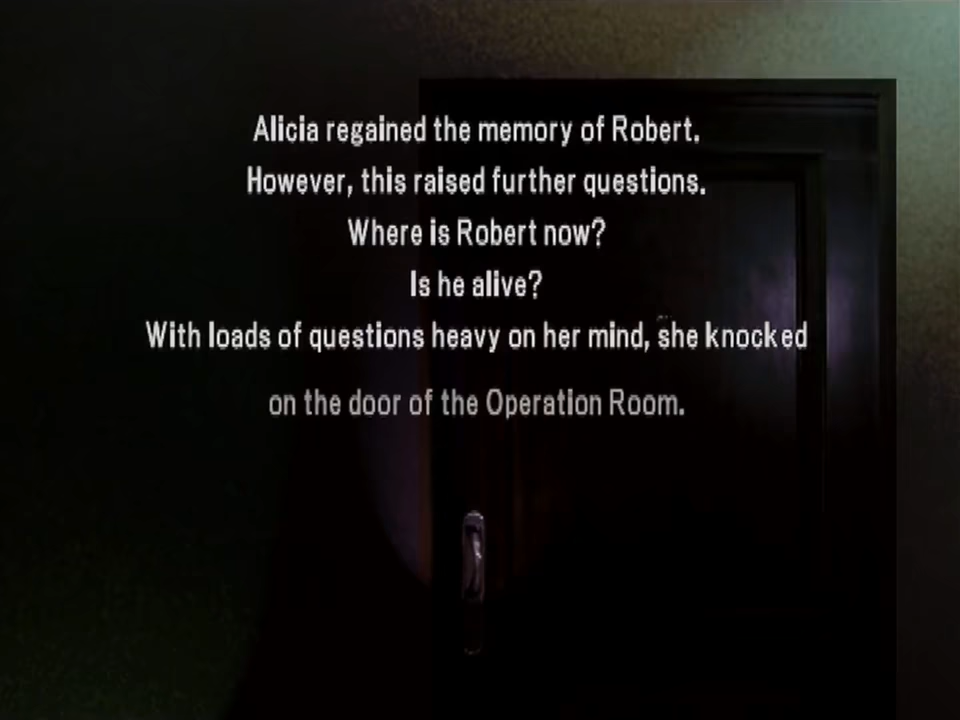 Alicia regained the memory of Robert.
However, this raised further questions.
Where is Robert now?
Is he alive?
With loads of questions heavy on her mind, she knocked
on the door of the Operation Room.